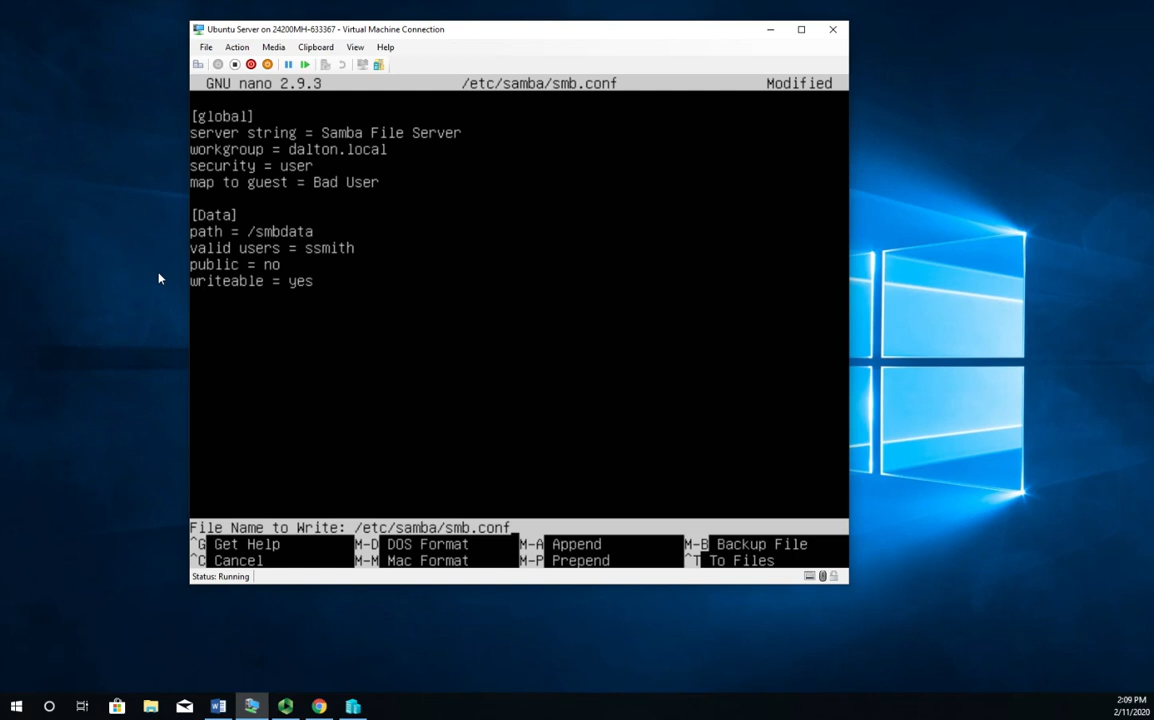 Ubuntu Server on 24200MH-633367 - Virtual Machine Connection
File Action Media Clipboard View Help
GNU nano 2.9.3 /etc/samba/smb.conf Modified
[global]
server string = Samba File Server
workgroup = dalton.local
security = user
map to guest = Bad User
[Data]
path = /smbdata
valid users = ssmith
public = no
writeable = yes
File Name to Write: /etc/samba/smb.conf
^G Get Help M-D DOS Format M-A Append M-B Backup File
^C Cancel M-M Mac Format M-P Prepend ^T To Files
Status: Running
2:09 PM
2/11/2020